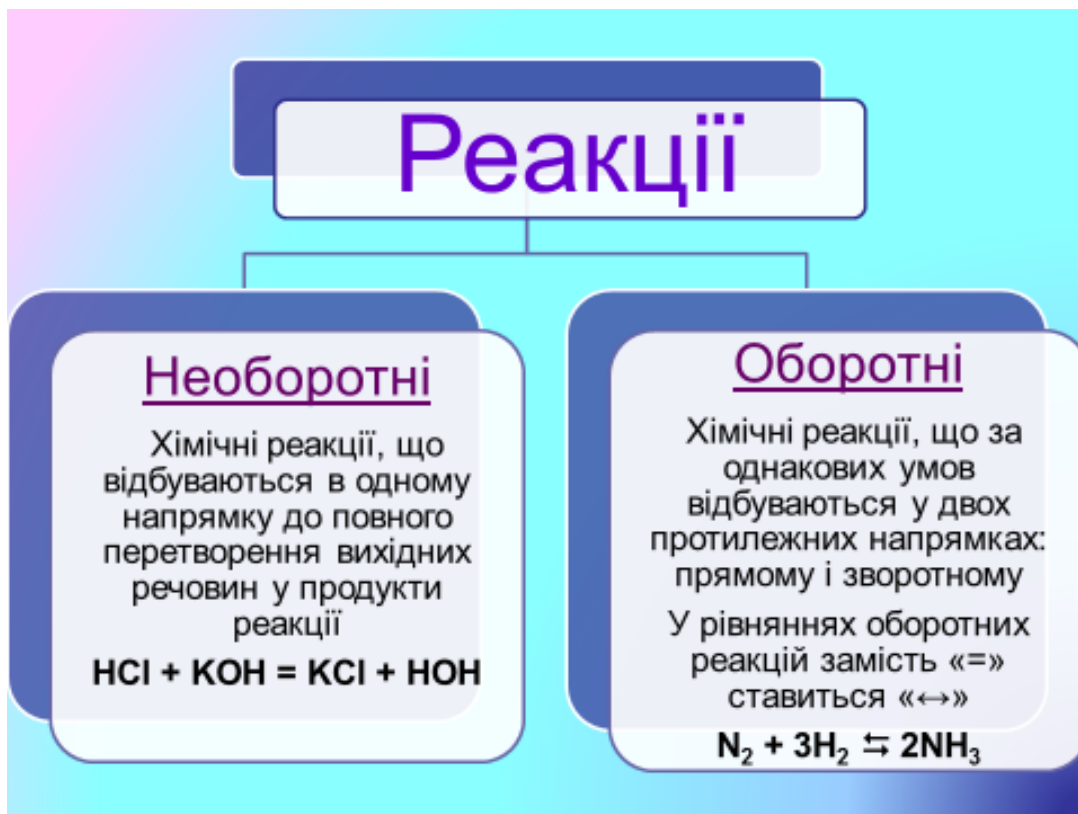 Реакції
Необоротні
Хімічні реакції, що
відбуваються в одному
напрямку до повного
перетворення вихідних
речовин у продукти
реакції
HCl + KOH = KCl + HOH
Оборотні
Хімічні реакції, що за
однакових умов
відбуваються у двох
протилежних напрямках:
прямому і зворотному
У рівняннях оборотних
реакцій замість «=»
ставиться «↔»
N₂ + 3H₂ ⇆ 2NH₃